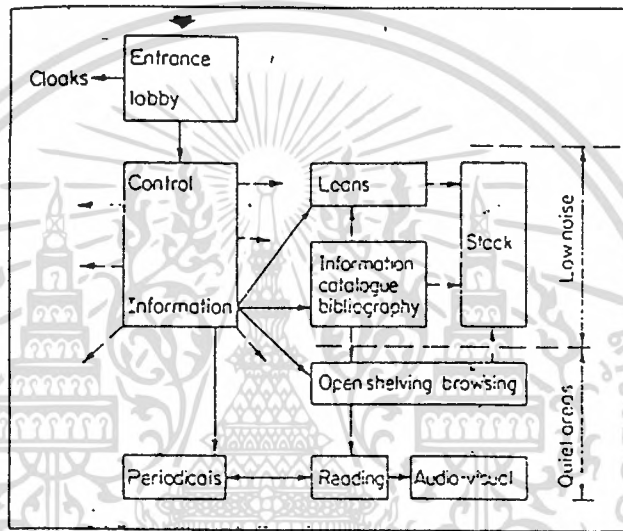 Entrance
lobby
Cloaks
Control
Information
Loans
Information
catalogue
bibliography
Stack
Open shelving browsing
Periodicals
Reading
Audio-visual
Low noise
Quiet areas